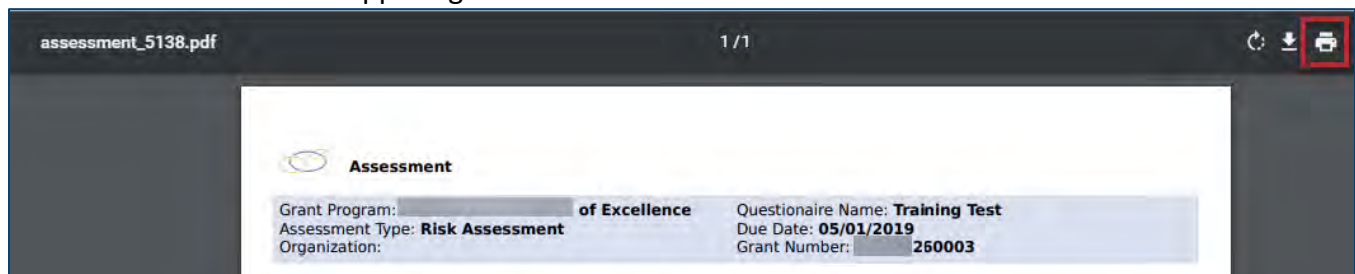 assessment_5138.pdf 1 / 1
Assessment
Grant Program: of Excellence Questionaire Name: Training Test
Assessment Type: Risk Assessment Due Date: 05/01/2019
Organization: Grant Number: 260003